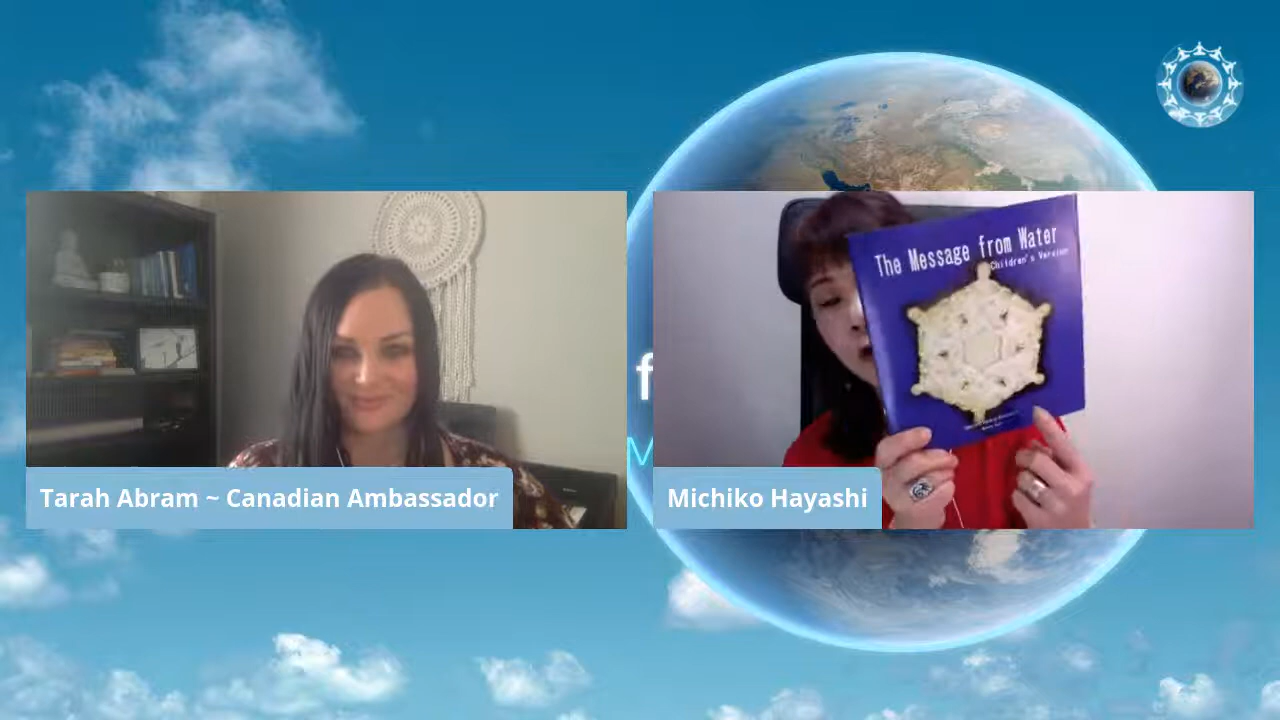 The Message from Water
Children's Version
f
Tarah Abram ~ Canadian Ambassador
Michiko Hayashi